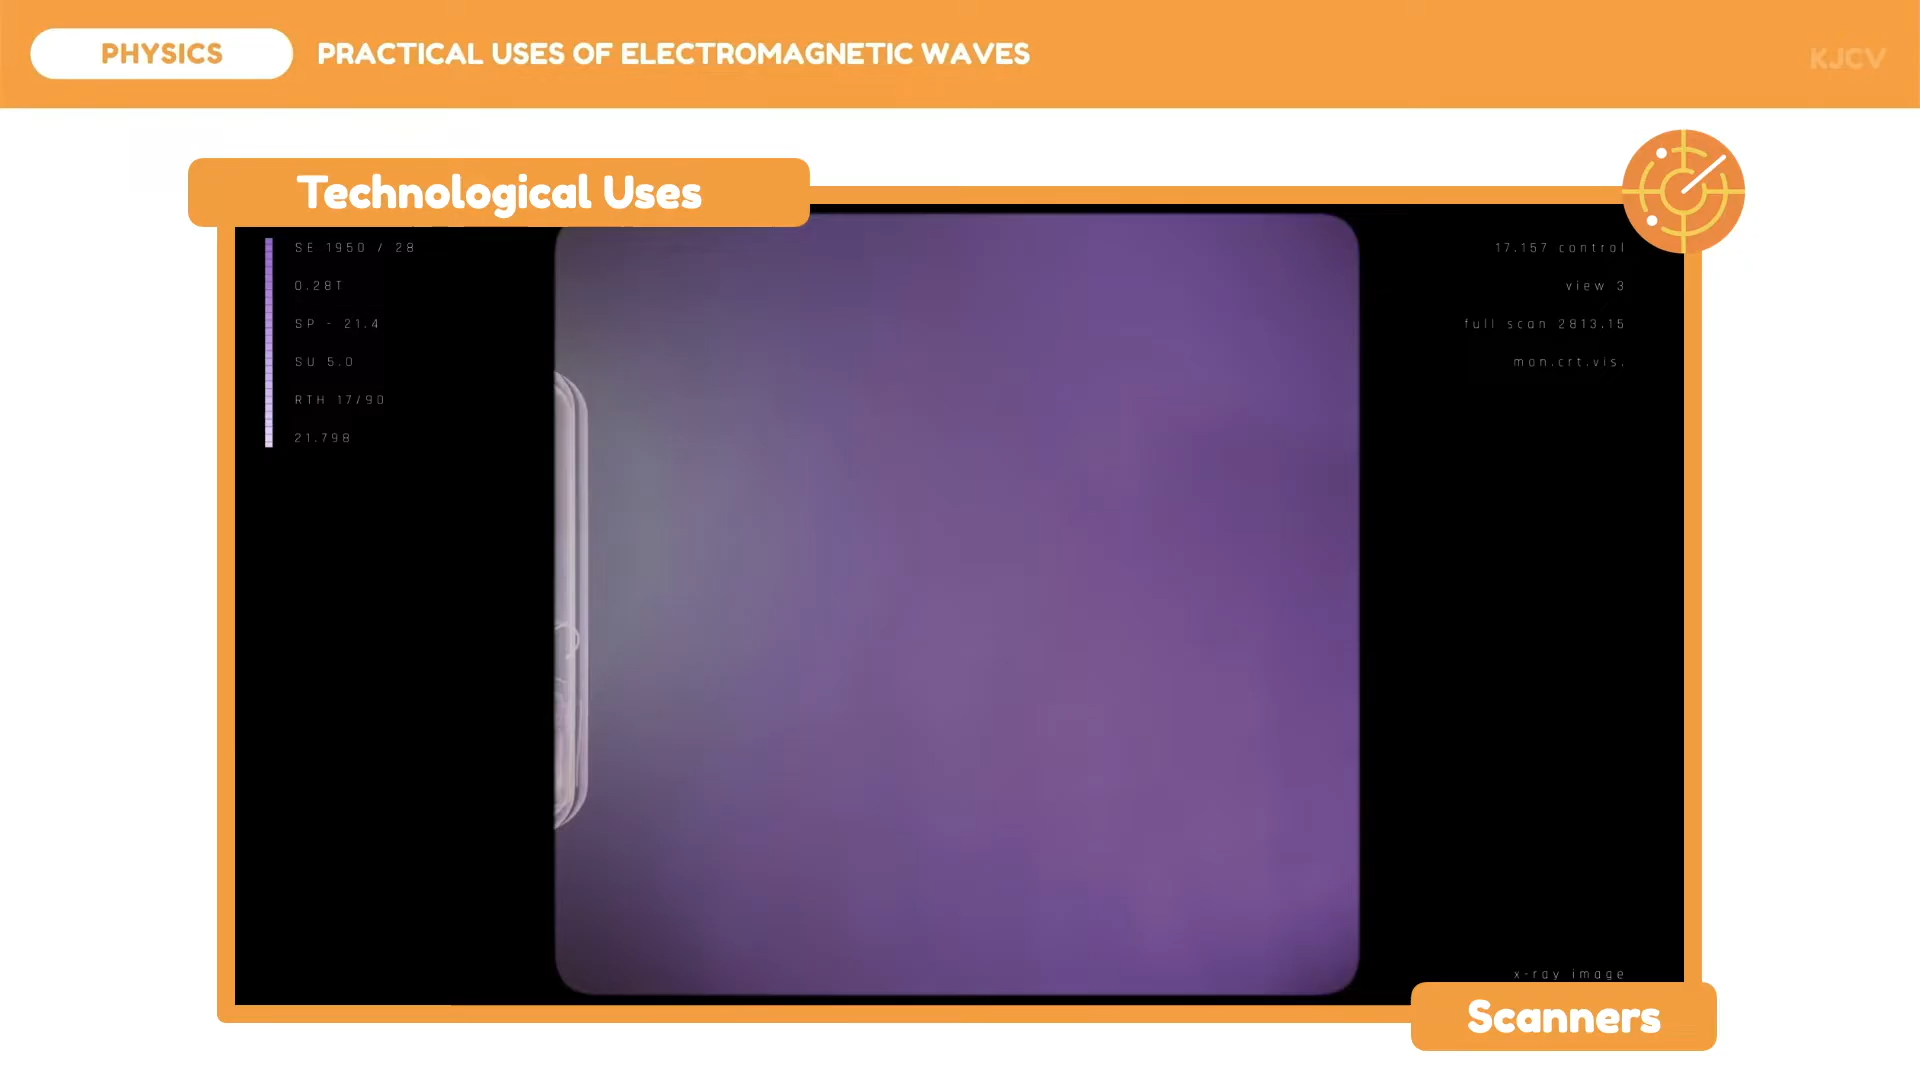 PHYSICS
PRACTICAL USES OF ELECTROMAGNETIC WAVES
KJCV
Technological Uses
SE 1950 / 28
0.28T
SP - 21.4
SU 5.0
RTH 17/90
21.798
17.157 control
view 3
full scan 2813.15
mon.crt.vis.
x-ray image
Scanners